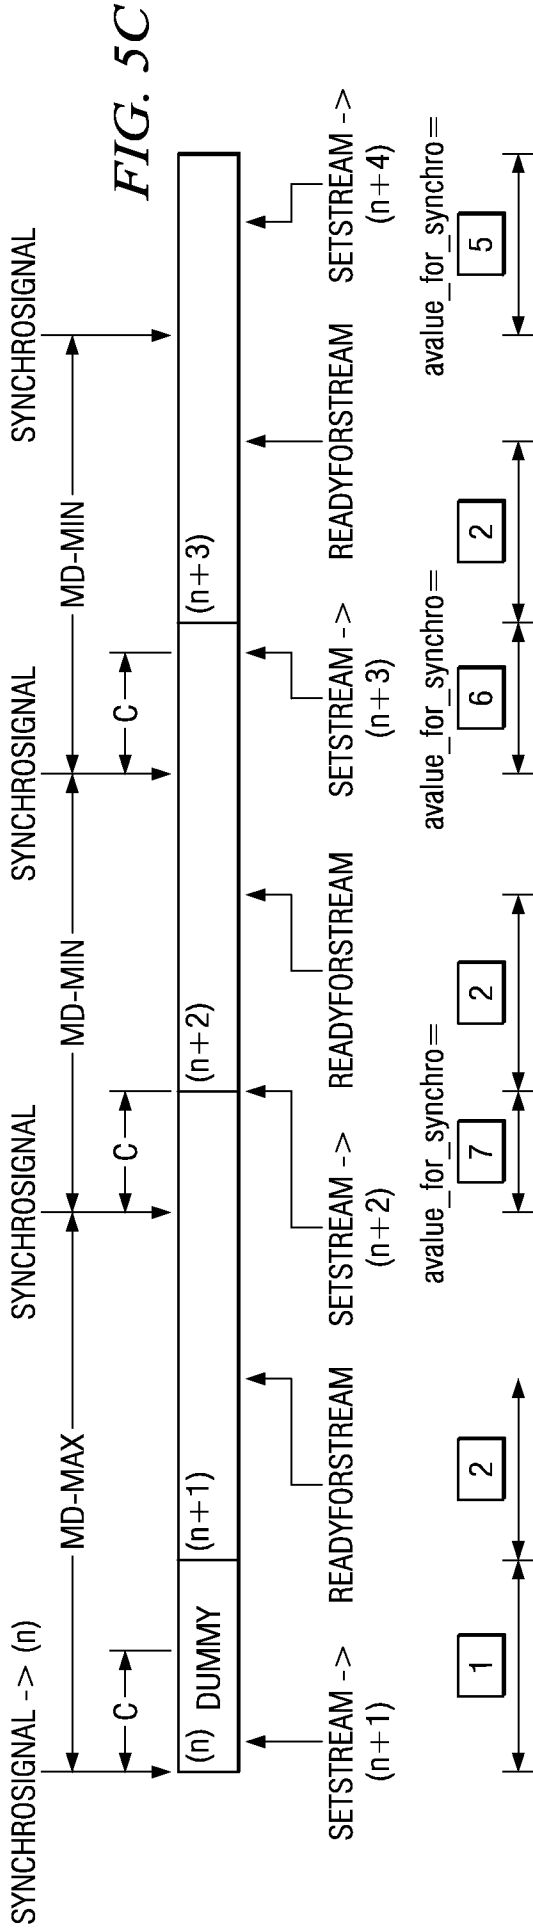 FIG. 5C
SYNCHROSIGNAL -> (n)
SYNCHROSIGNAL
SYNCHROSIGNAL
SYNCHROSIGNAL
MD-MAX
MD-MIN
MD-MIN
C
C
C
(n) DUMMY
(n+1)
(n+2)
(n+3)
SETSTREAM ->
(n+1)
READYFORSTREAM
SETSTREAM ->
(n+2)
READYFORSTREAM
SETSTREAM ->
(n+3)
READYFORSTREAM
SETSTREAM ->
(n+4)
avalue_for_synchro=
avalue_for_synchro=
avalue_for_synchro=
1
2
7
2
6
2
5